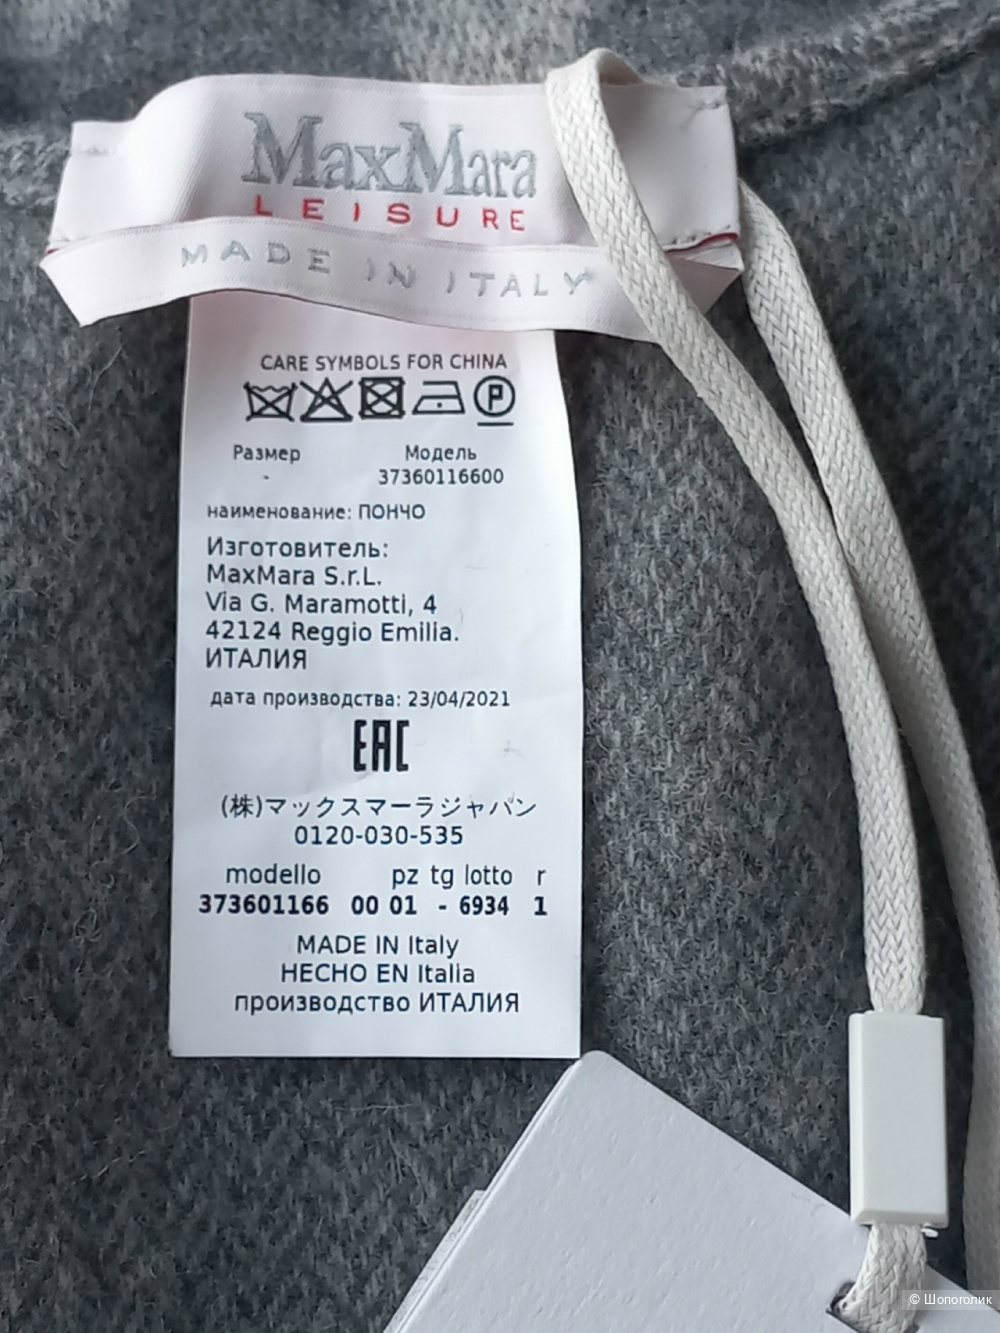 MaxMara
LEISURE
MADE IN ITALY
CARE SYMBOLS FOR CHINA
P
Размер Модель
- 37360116600
наименование: ПОНЧО
Изготовитель:
MaxMara S.r.L.
Via G. Maramotti, 4
42124 Reggio Emilia.
ИТАЛИЯ
дата производства: 23/04/2021
EAC
(株)マックスマーラジャパン
0120-030-535
modello pz tg lotto r
373601166 00 01 - 6934 1
MADE IN Italy
HECHO EN Italia
производство ИТАЛИЯ
© Шопоголик